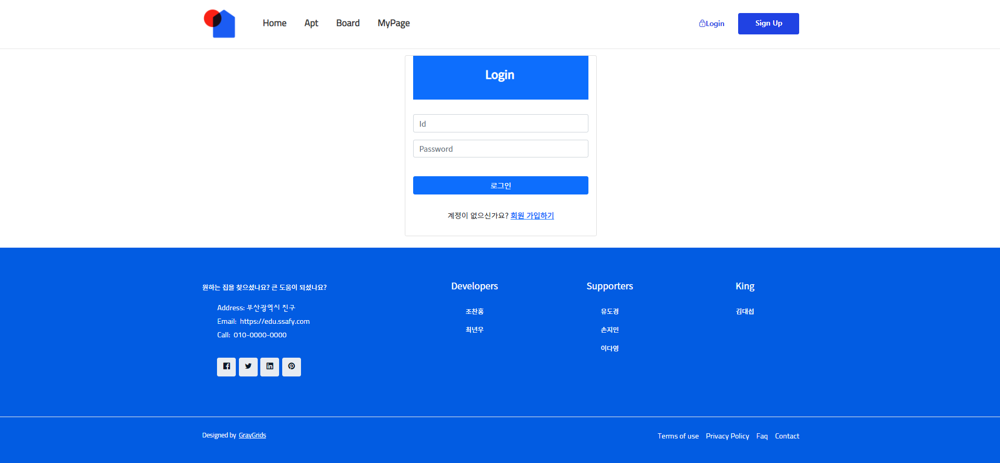 Home Apt Board MyPage Login Sign Up
Login
Id
Password
로그인
계정이 없으신가요? 회원 가입하기
원하는 집을 찾으셨나요? 큰 도움이 되셨나요?
Address: 부산광역시 진구
Email: https://edu.ssafy.com
Call: 010-0000-0000
Developers
조찬홍
최년우
Supporters
유도경
손지민
이다영
King
김대섭
Designed by GrayGrids
Terms of use Privacy Policy Faq Contact